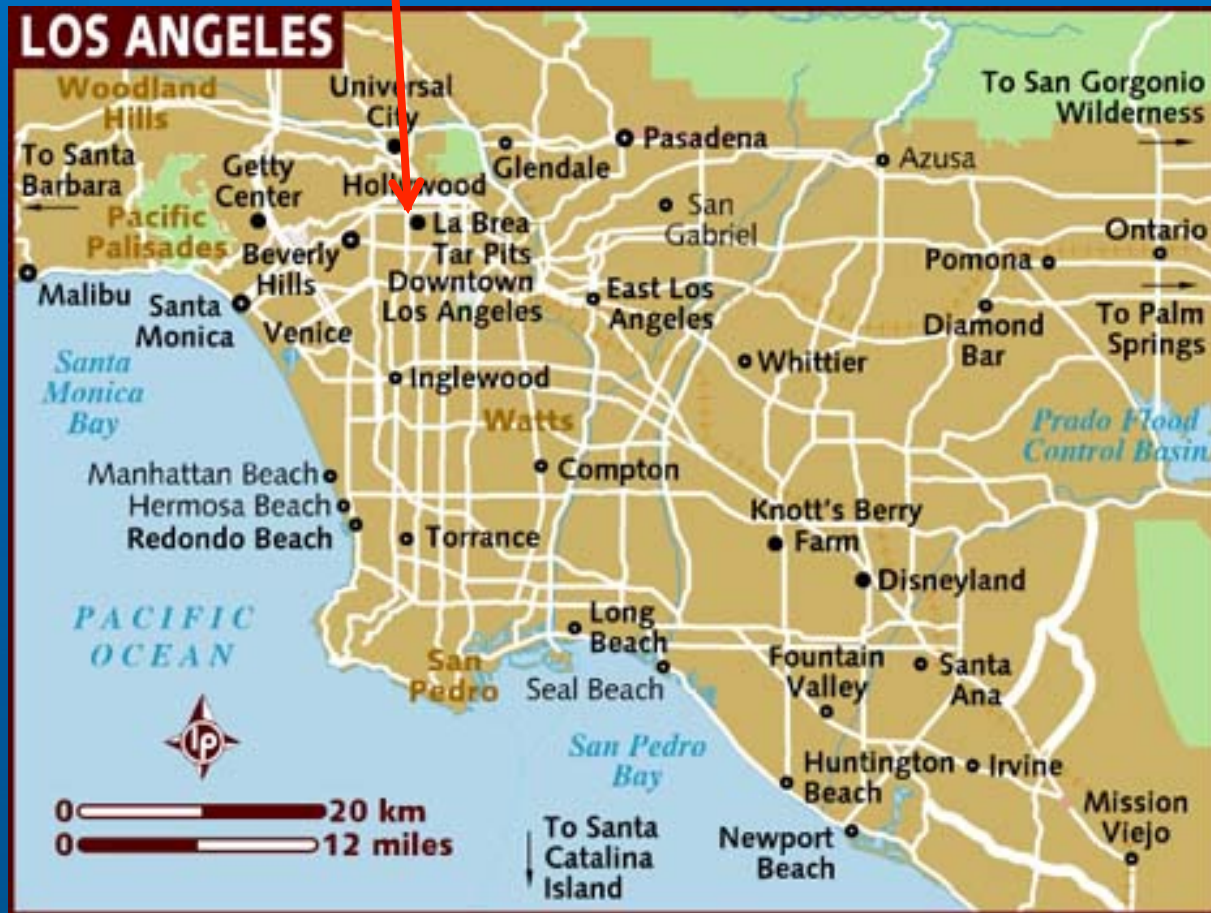 LOS ANGELES
Woodland
Hills
Universal
City
To San Gorgonio
Wilderness
To Santa
Barbara
Getty
Center
Hollywood
Glendale
Pasadena
Azusa
Pacific
Palisades
La Brea
Tar Pits
San
Gabriel
Ontario
Beverly
Hills
Pomona
Malibu
Santa
Monica
Venice
Downtown
Los Angeles
East Los
Angeles
Diamond
Bar
To Palm
Springs
Santa
Monica
Bay
Inglewood
Whittier
Watts
Prado Flood
Control Basin
Manhattan Beach
Hermosa Beach
Redondo Beach
Compton
Torrance
Knott's Berry
Farm
Disneyland
PACIFIC
OCEAN
Long
Beach
San
Pedro
Seal Beach
Fountain
Valley
Santa
Ana
lp
San Pedro
Bay
Huntington
Beach
Irvine
0 20 km
0 12 miles
To Santa
Catalina
Island
Newport
Beach
Mission
Viejo